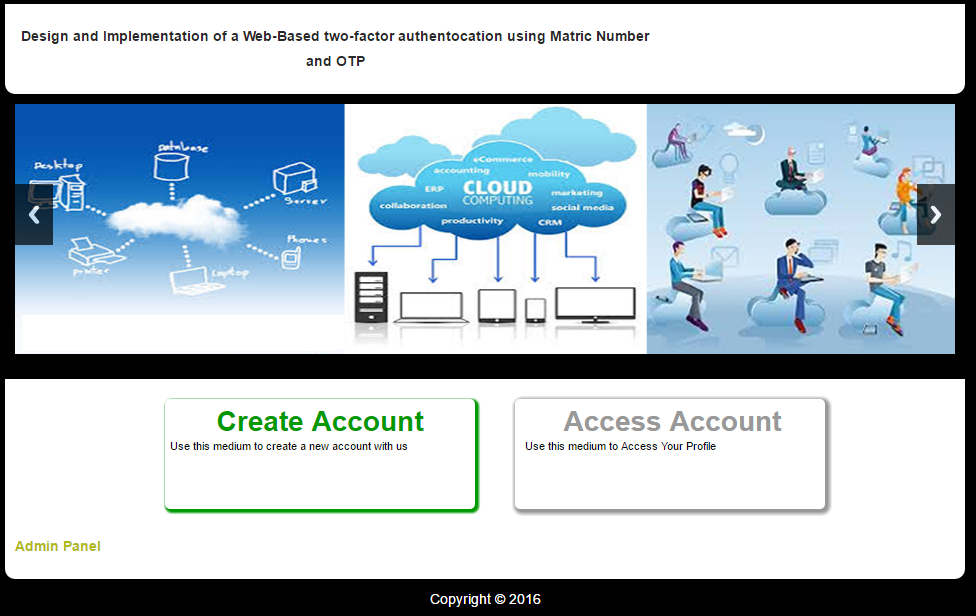 Design and Implementation of a Web-Based two-factor authentocation using Matric Number
and OTP
Desktop
Database
Server
Printer
Laptop
Phones
eCommerce
accounting
mobility
ERP
CLOUD
COMPUTING
marketing
collaboration
social media
productivity
CRM
Create Account
Use this medium to create a new account with us
Access Account
Use this medium to Access Your Profile
Admin Panel
Copyright © 2016